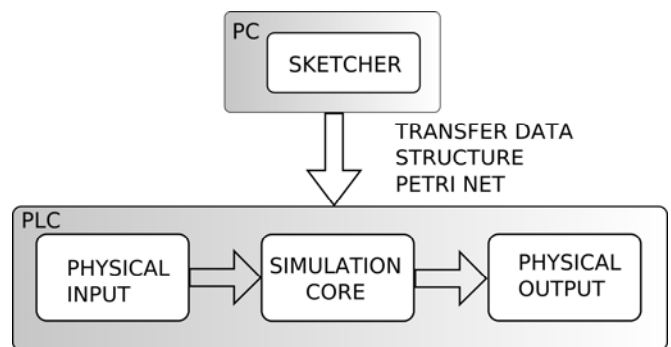 PC
SKETCHER
TRANSFER DATA
STRUCTURE
PETRI NET
PLC
PHYSICAL
INPUT
SIMULATION
CORE
PHYSICAL
OUTPUT